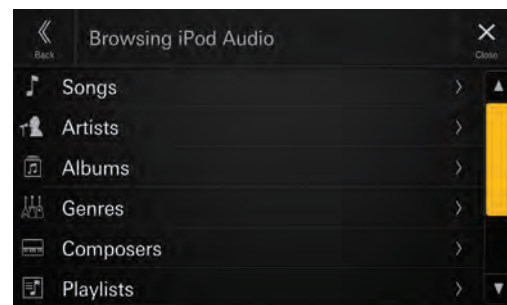 Browsing iPod Audio
Back
Close
Songs
Artists
Albums
Genres
Composers
Playlists